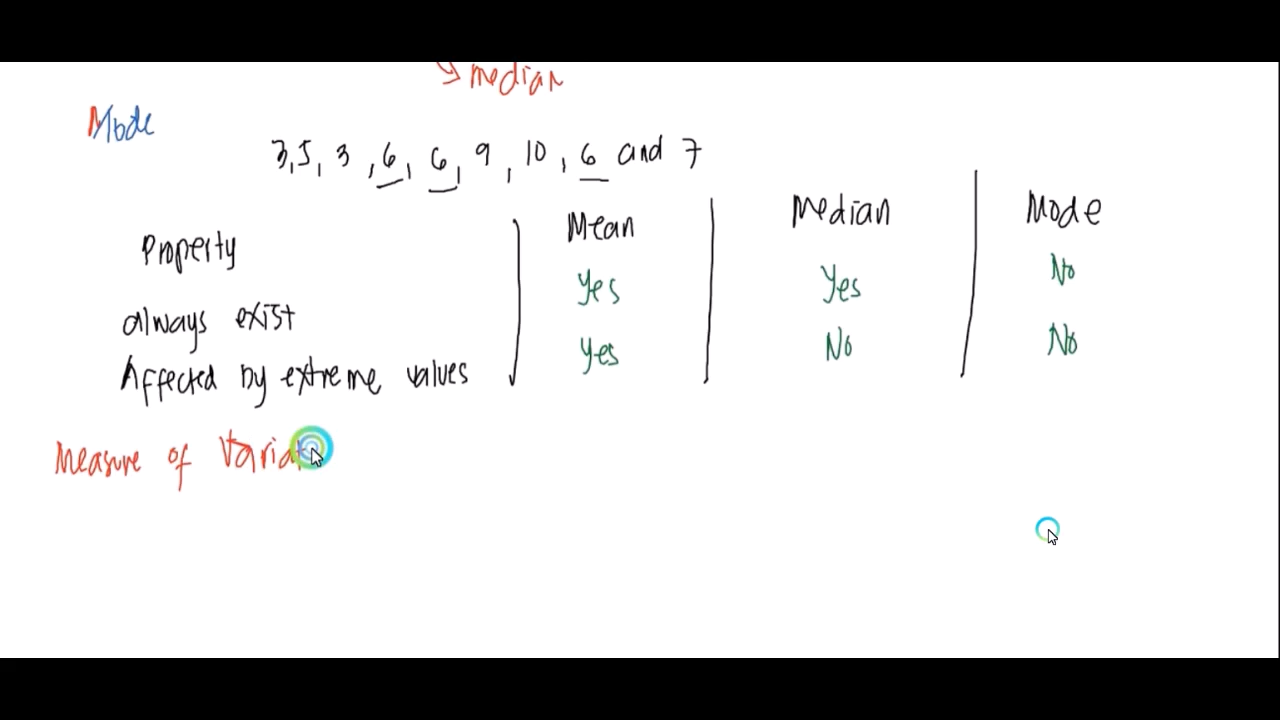 ↳ median
Mode
3,5, 3, 6, 6, 9, 10, 6 and 7
Property Mean Median Mode
always exist Yes Yes No
Affected by extreme values Yes No No
Measure of Variat